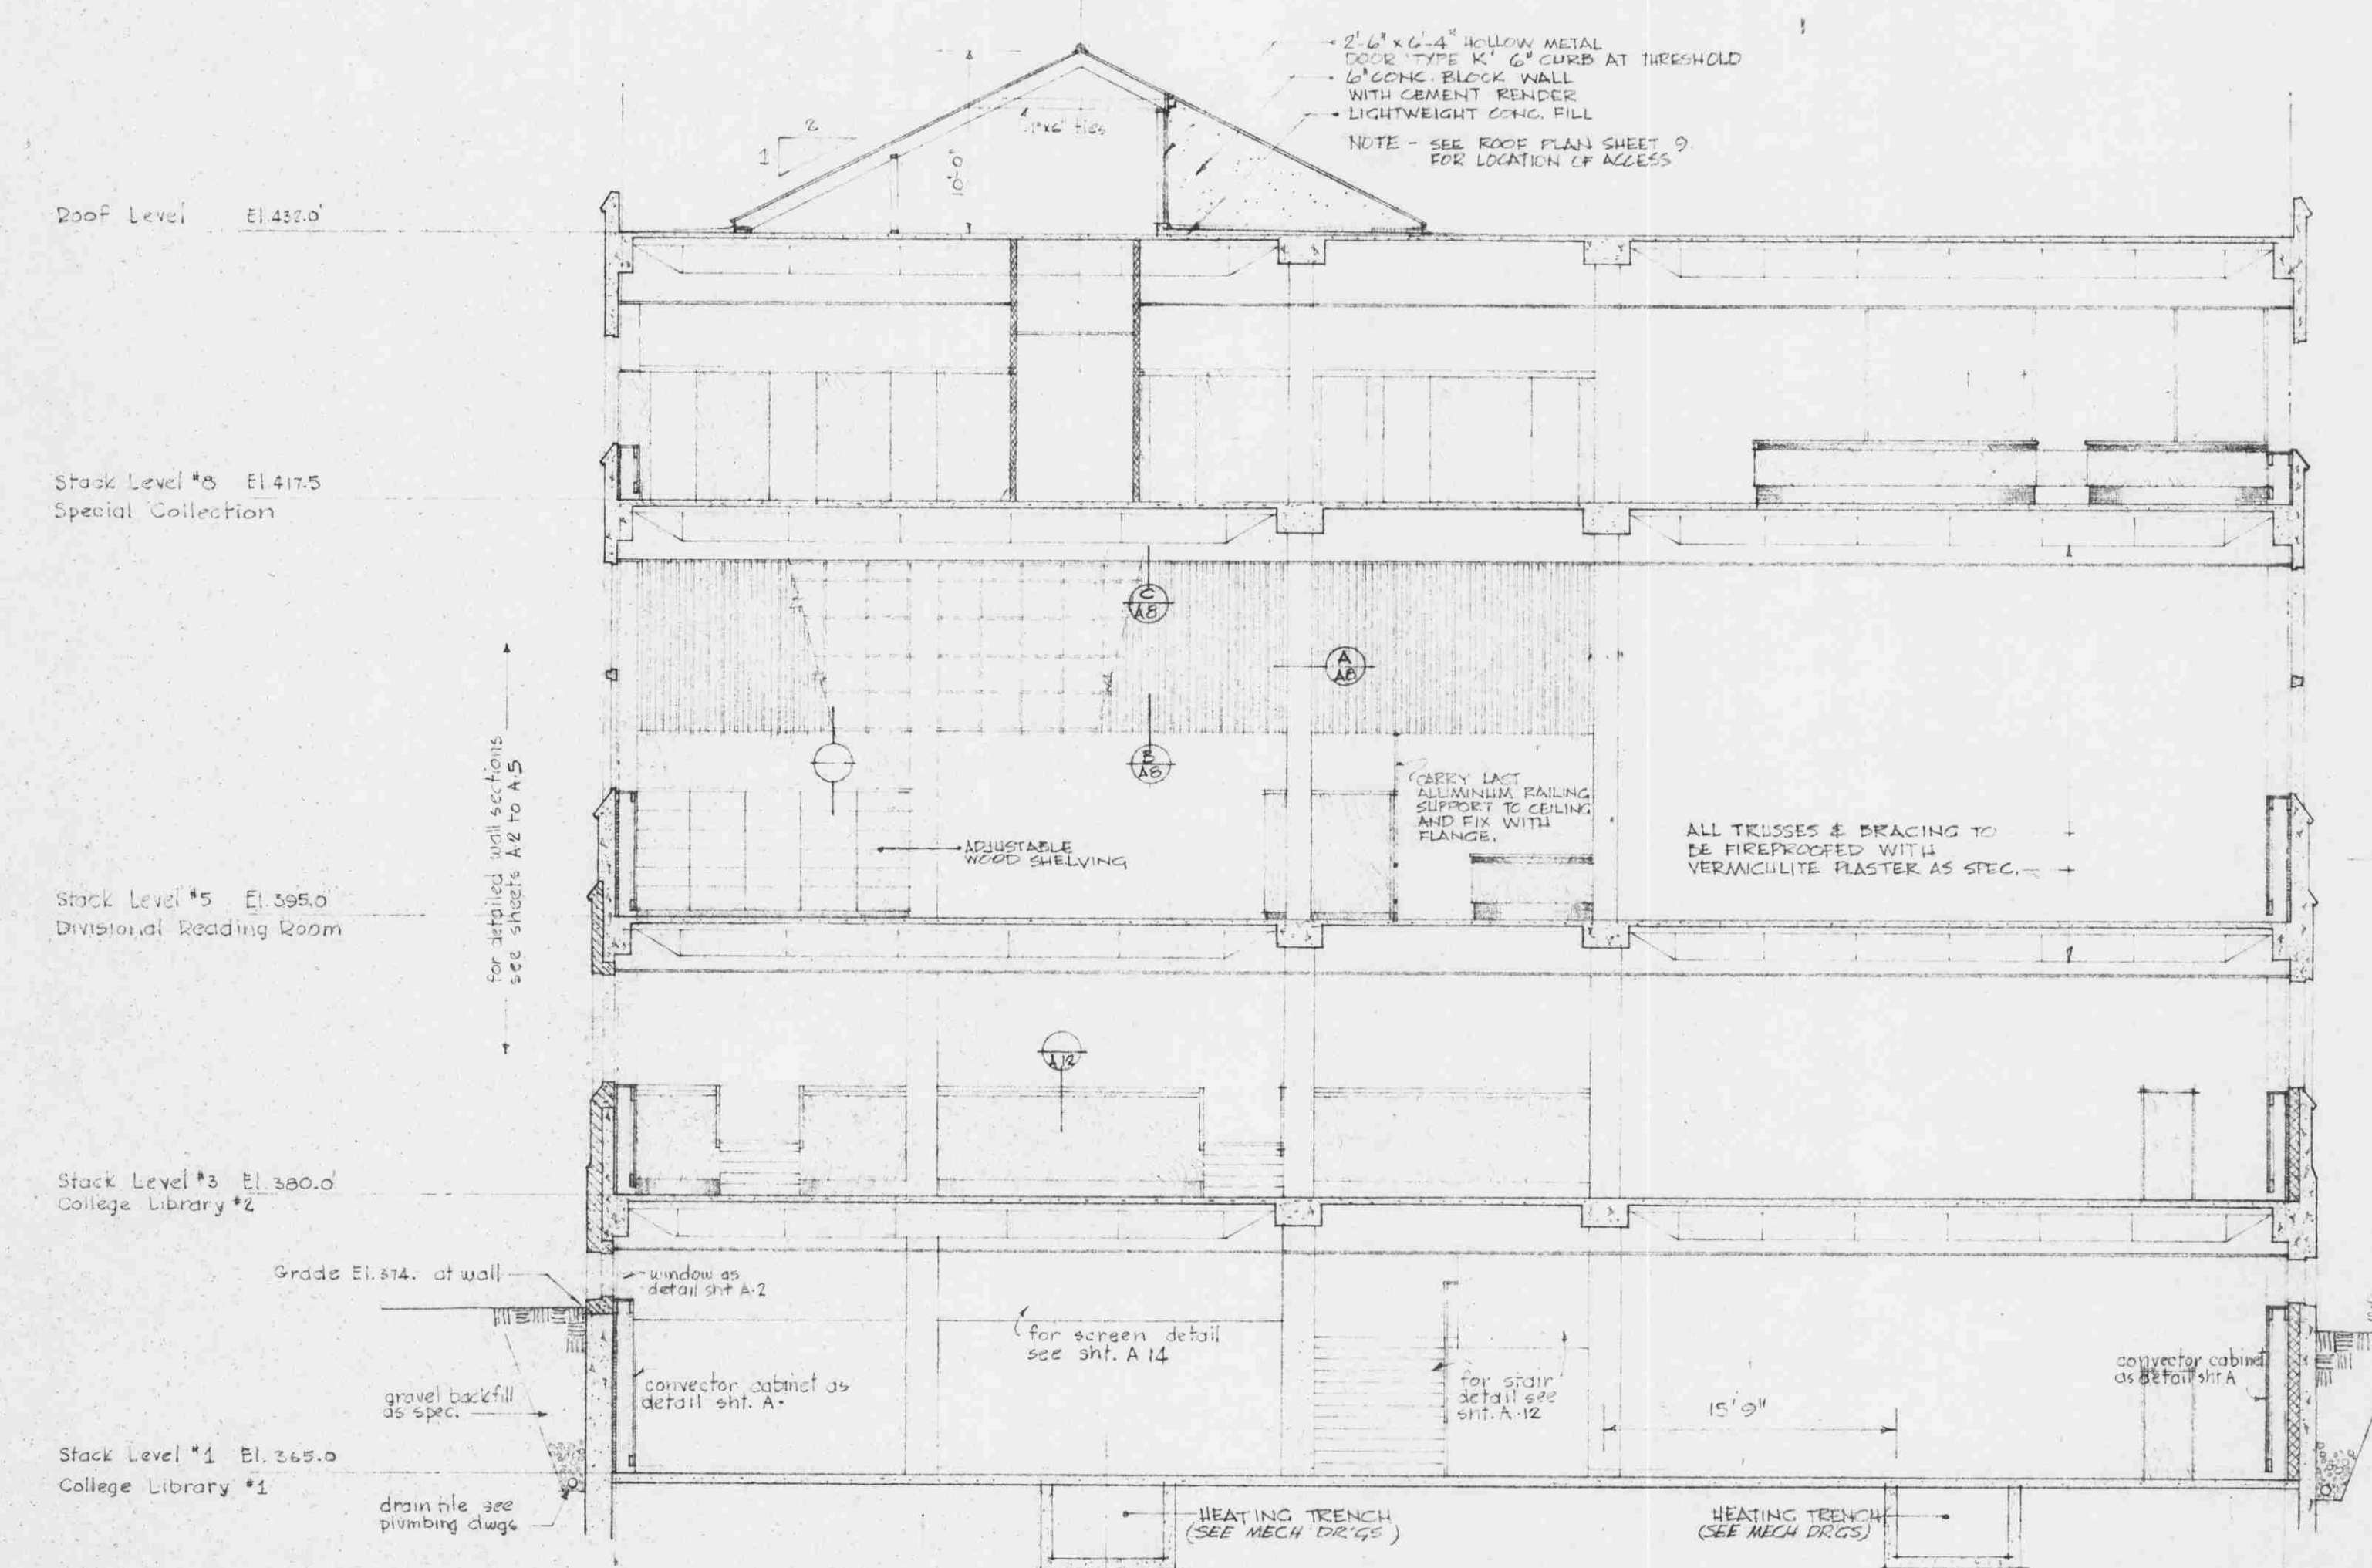 2'-6" x 6'-4" HOLLOW METAL
DOOR 'TYPE K' 6" CURB AT THRESHOLD
6" CONC. BLOCK WALL
WITH CEMENT RENDER
LIGHTWEIGHT CONC. FILL
NOTE - SEE ROOF PLAN SHEET 9
FOR LOCATION OF ACCESS
2
1
ties
10'-0"
Roof Level El.432.0'
Stack Level #8 El.417.5
Special Collection
C
A8
A
A8
B
A8
for detailed wall sections
see sheets A.2 to A.5
CARRY LAST
ALUMINUM RAILING
SUPPORT TO CEILING
AND FIX WITH
FLANGE.
ADJUSTABLE
WOOD SHELVING
ALL TRUSSES & BRACING TO
BE FIREPROOFED WITH
VERMICULITE PLASTER AS SPEC.
Stack Level #5 El.395.0'
Divisional Reading Room
A12
Stack Level #3 El.380.0'
College Library #2
Grade El.374. at wall
window as
detail sht A.2
for screen detail
see sht. A 14
convector cabinet as
detail sht. A.
for stair
detail see
sht. A.12
15'9"
convector cabinet
as detail sht A
gravel backfill
as spec.
Stack Level #1 El. 365.0
College Library #1
drain tile see
plumbing dwgs
HEATING TRENCH
(SEE MECH DR'GS)
HEATING TRENCH
(SEE MECH DRGS)